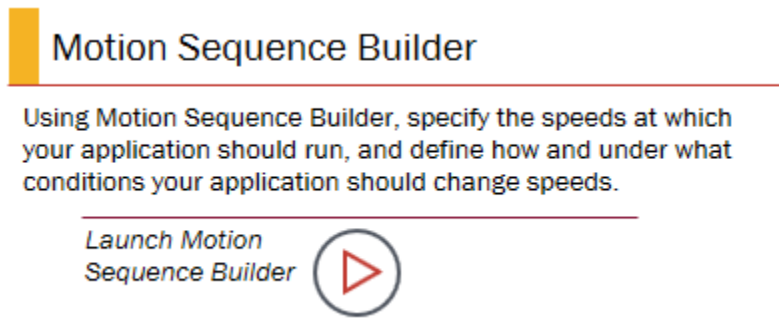 Motion Sequence Builder
Using Motion Sequence Builder, specify the speeds at which
your application should run, and define how and under what
conditions your application should change speeds.
Launch Motion
Sequence Builder